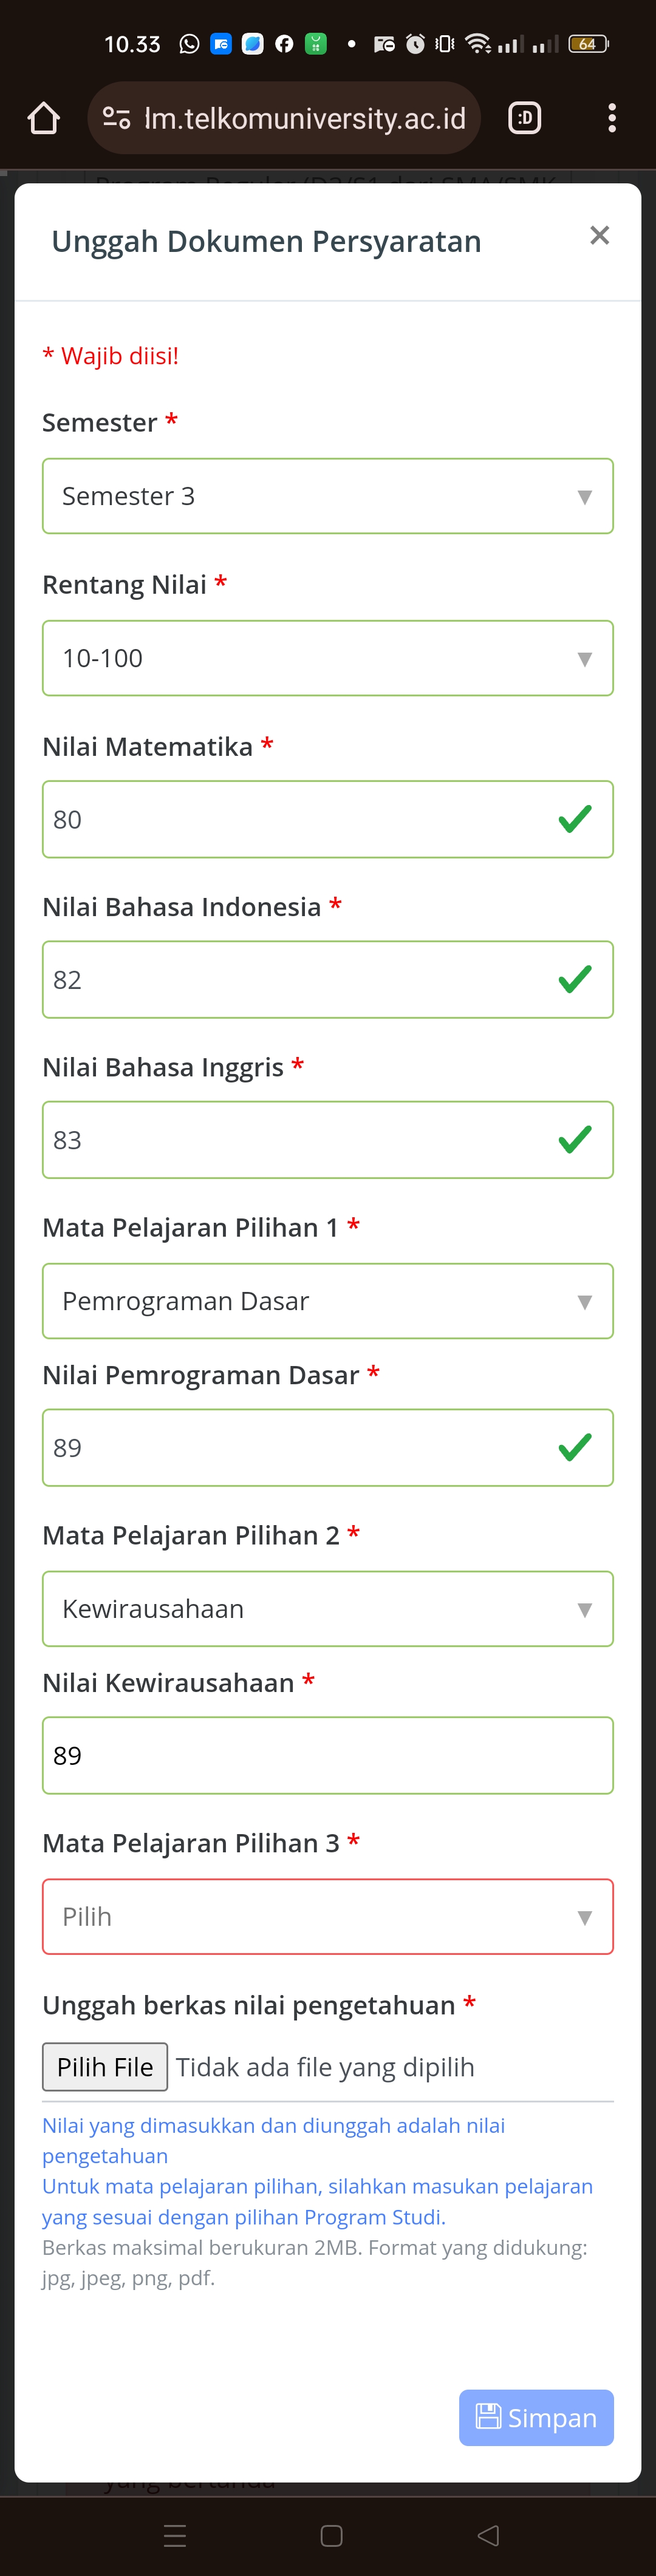 10.33
64
lm.telkomuniversity.ac.id
:D
Unggah Dokumen Persyaratan
* Wajib diisi!
Semester *
Semester 3
Rentang Nilai *
10-100
Nilai Matematika *
80
Nilai Bahasa Indonesia *
82
Nilai Bahasa Inggris *
83
Mata Pelajaran Pilihan 1 *
Pemrograman Dasar
Nilai Pemrograman Dasar *
89
Mata Pelajaran Pilihan 2 *
Kewirausahaan
Nilai Kewirausahaan *
89
Mata Pelajaran Pilihan 3 *
Pilih
Unggah berkas nilai pengetahuan *
Pilih File Tidak ada file yang dipilih
Nilai yang dimasukkan dan diunggah adalah nilai
pengetahuan
Untuk mata pelajaran pilihan, silahkan masukan pelajaran
yang sesuai dengan pilihan Program Studi.
Berkas maksimal berukuran 2MB. Format yang didukung:
jpg, jpeg, png, pdf.
Simpan